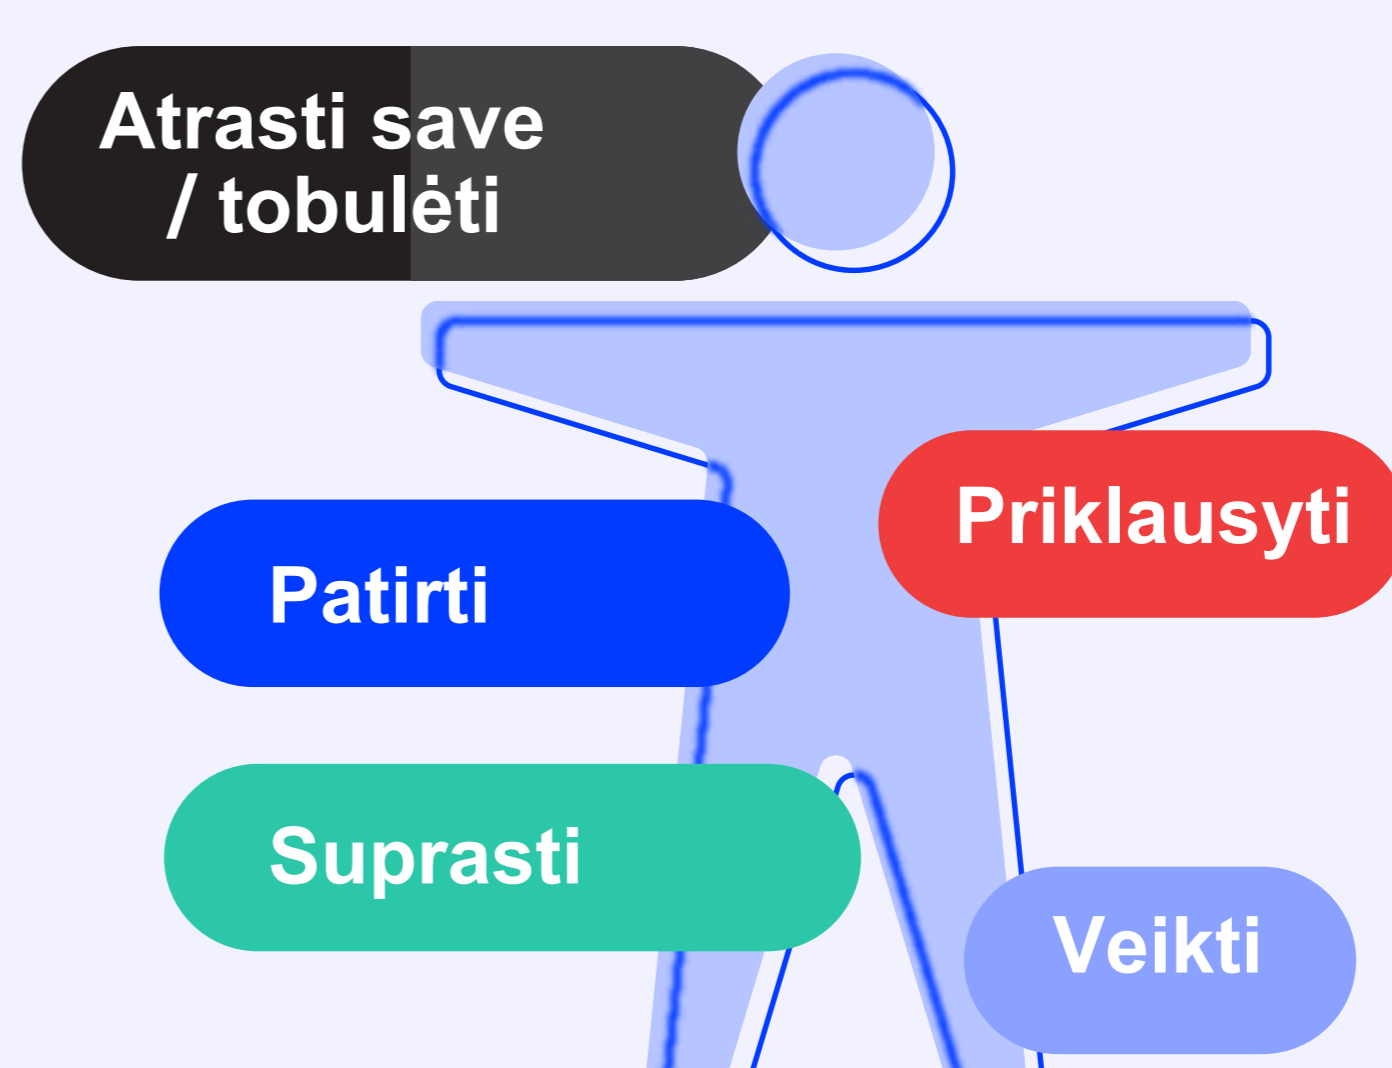 Atrasti save
/ tobulėti
Priklausyti
Patirti
Suprasti
Veikti